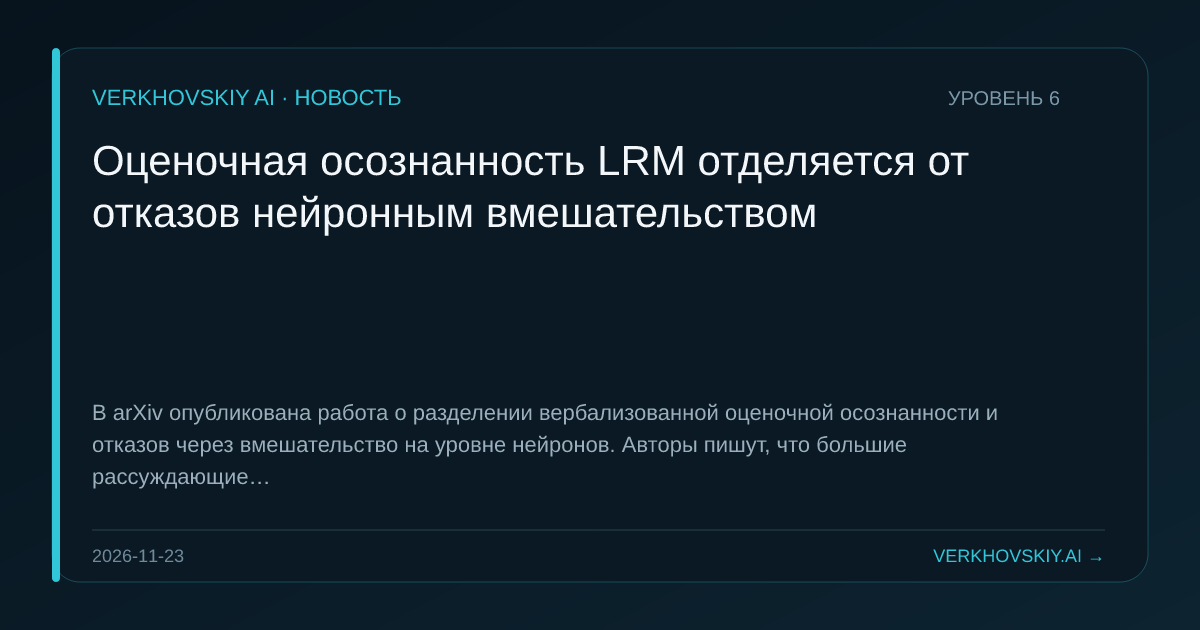 VERKHOVSKIY AI · НОВОСТЬ
УРОВЕНЬ 6
Оценочная осознанность LRM отделяется от
отказов нейронным вмешательством
В arXiv опубликована работа о разделении вербализованной оценочной осознанности и
отказов через вмешательство на уровне нейронов. Авторы пишут, что большие
рассуждающие…
2026-11-23
VERKHOVSKIY.AI →